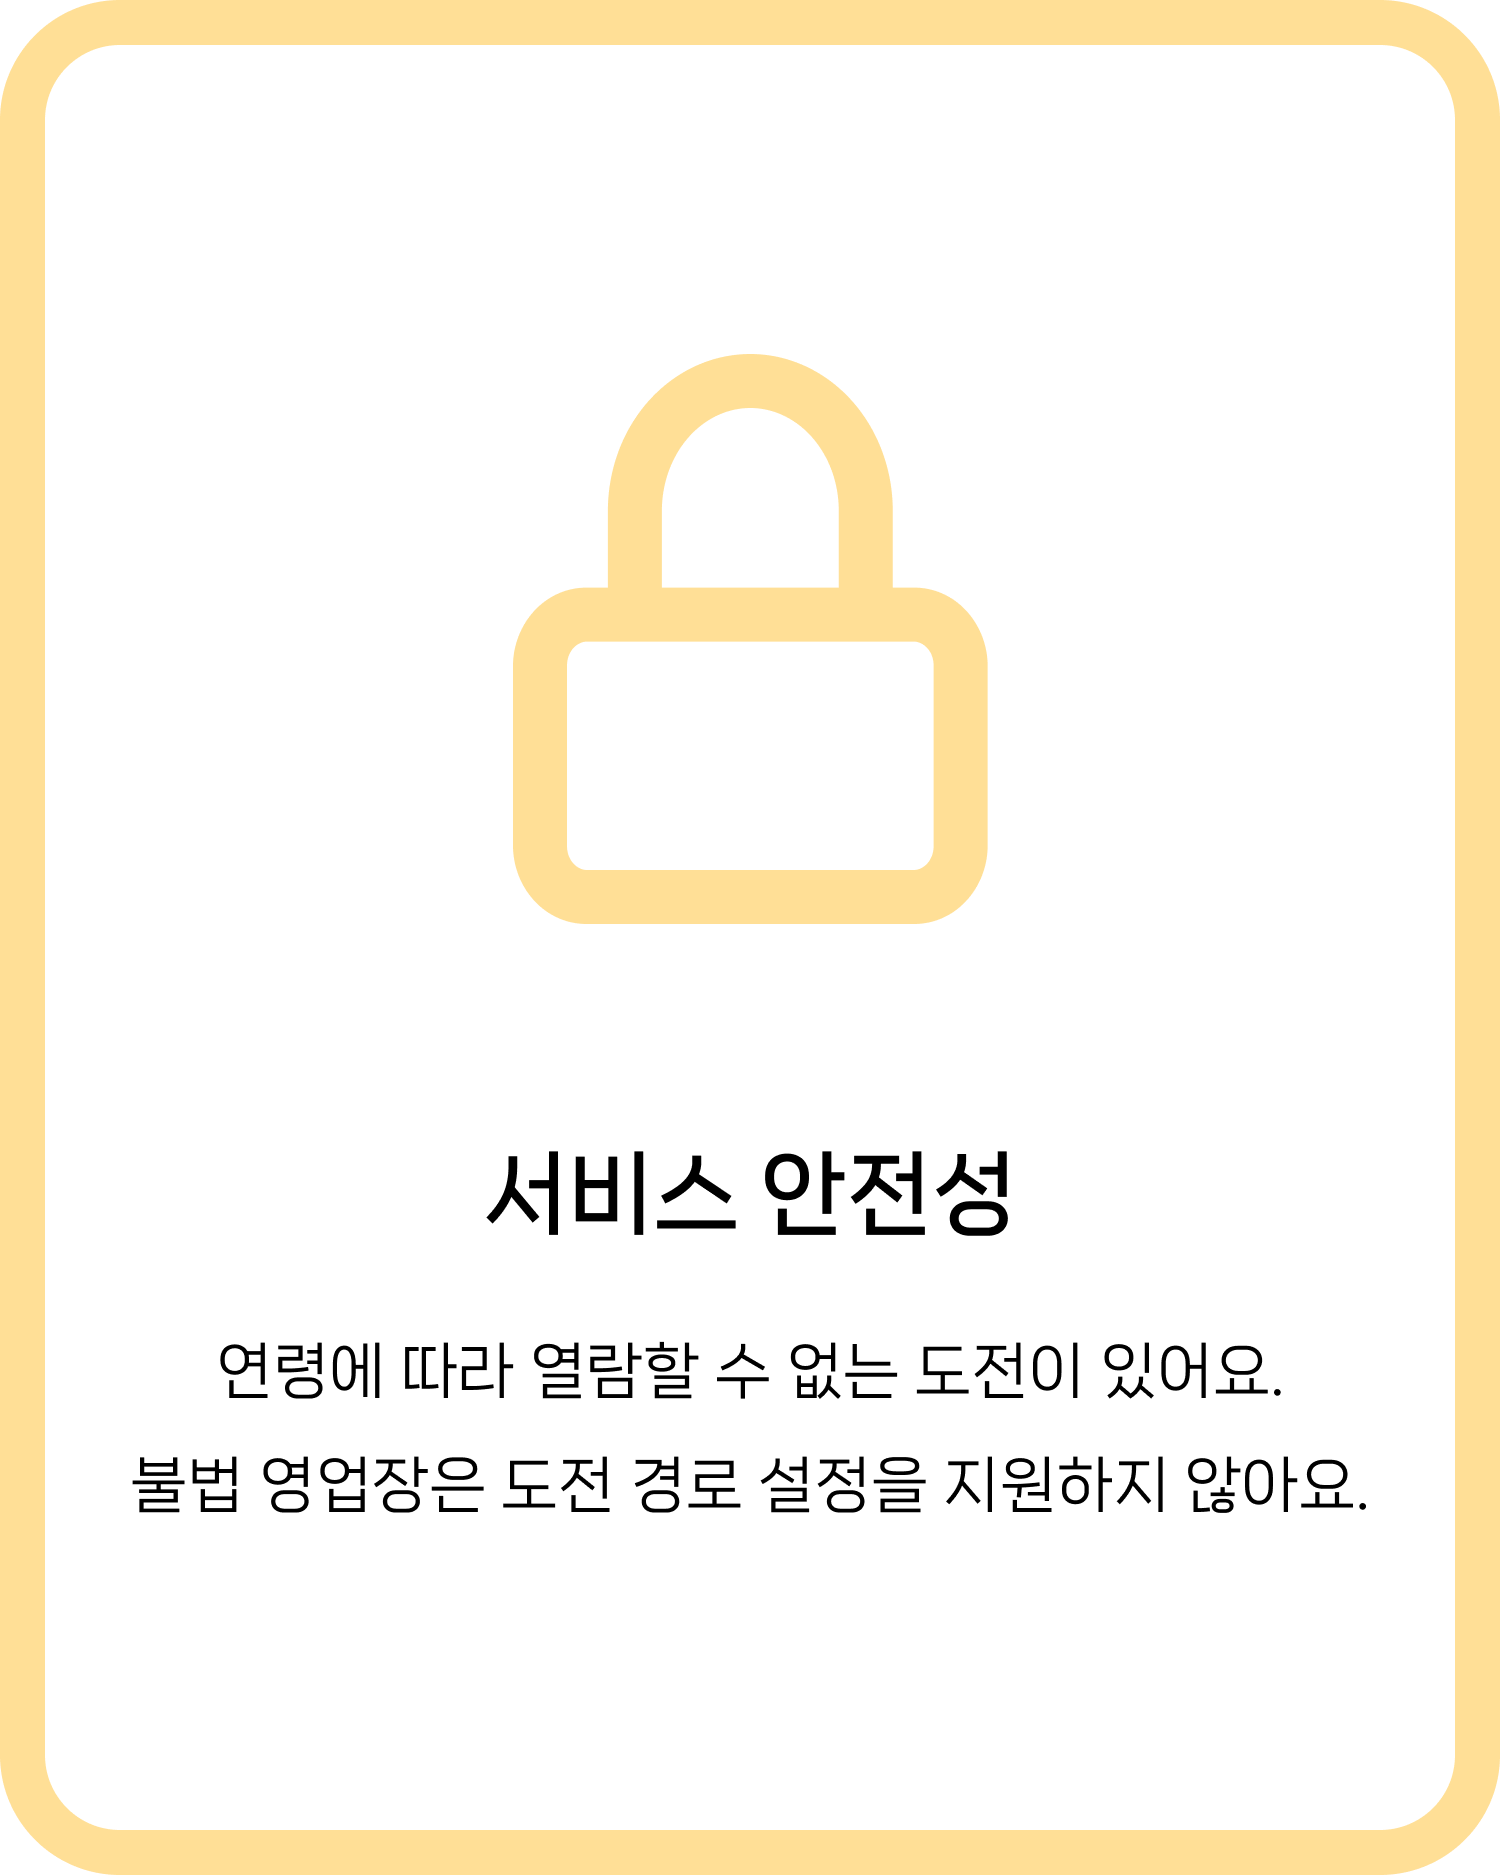 서비스 안전성
연령에 따라 열람할 수 없는 도전이 있어요.
불법 영업장은 도전 경로 설정을 지원하지 않아요.